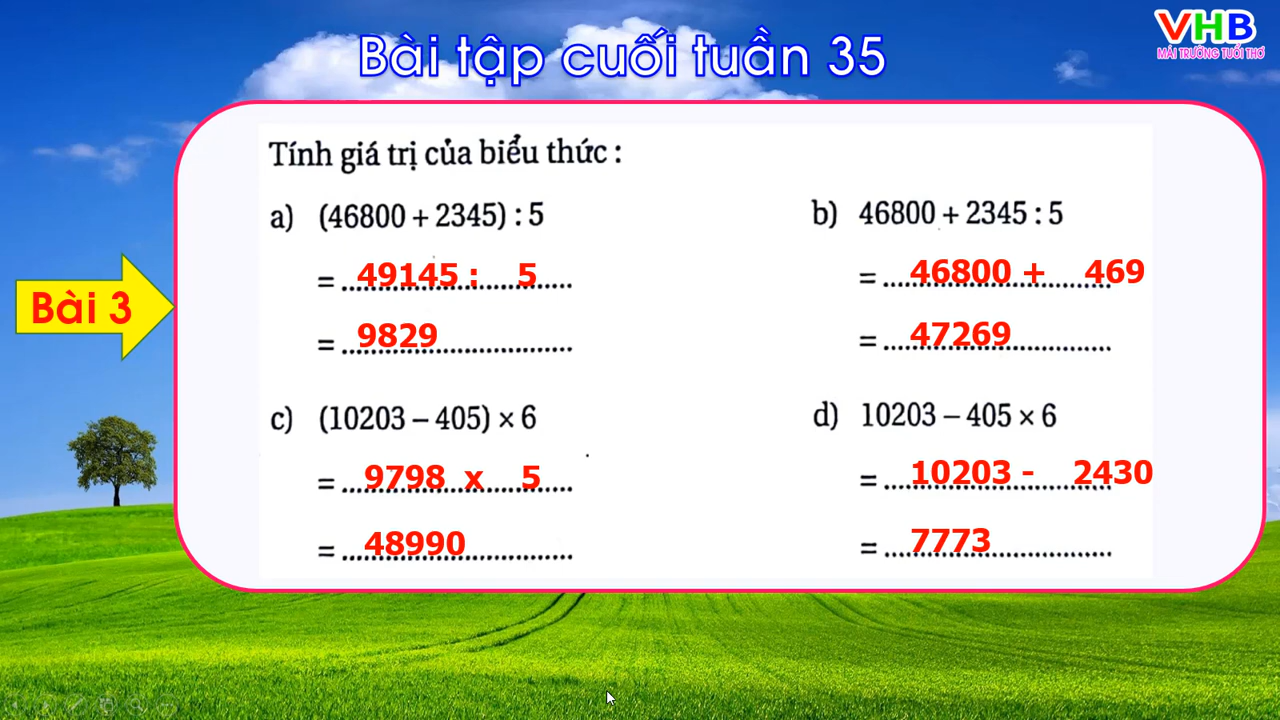 Bài tập cuối tuần 35
VHB
MÁI TRƯỜNG TUỔI THƠ
Bài 3
Tính giá trị của biểu thức :
a) (46800 + 2345) : 5
= 49145 : 5
= 9829
b) 46800 + 2345 : 5
= 46800 + 469
= 47269
c) (10203 – 405) × 6
= 9798 x 5
= 48990
d) 10203 – 405 × 6
= 10203 - 2430
= 7773